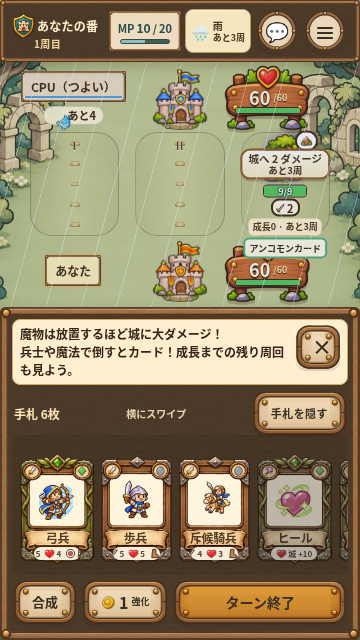 あなたの番
1周目
MP 10 / 20
雨
あと3周
CPU（つよい）
あと4
60 /60
城へ 2 ダメージ
あと3周
9/9
2
成長0・あと3周
アンコモンカード
あなた
60 /60
魔物は放置するほど城に大ダメージ！
兵士や魔法で倒すとカード！成長までの残り周回も見よう。
手札 6枚
横にスワイプ
手札を隠す
弓兵
5 4
歩兵
5 5
斥候騎兵
4 3
ヒール
城 +10
合成
1 強化
ターン終了